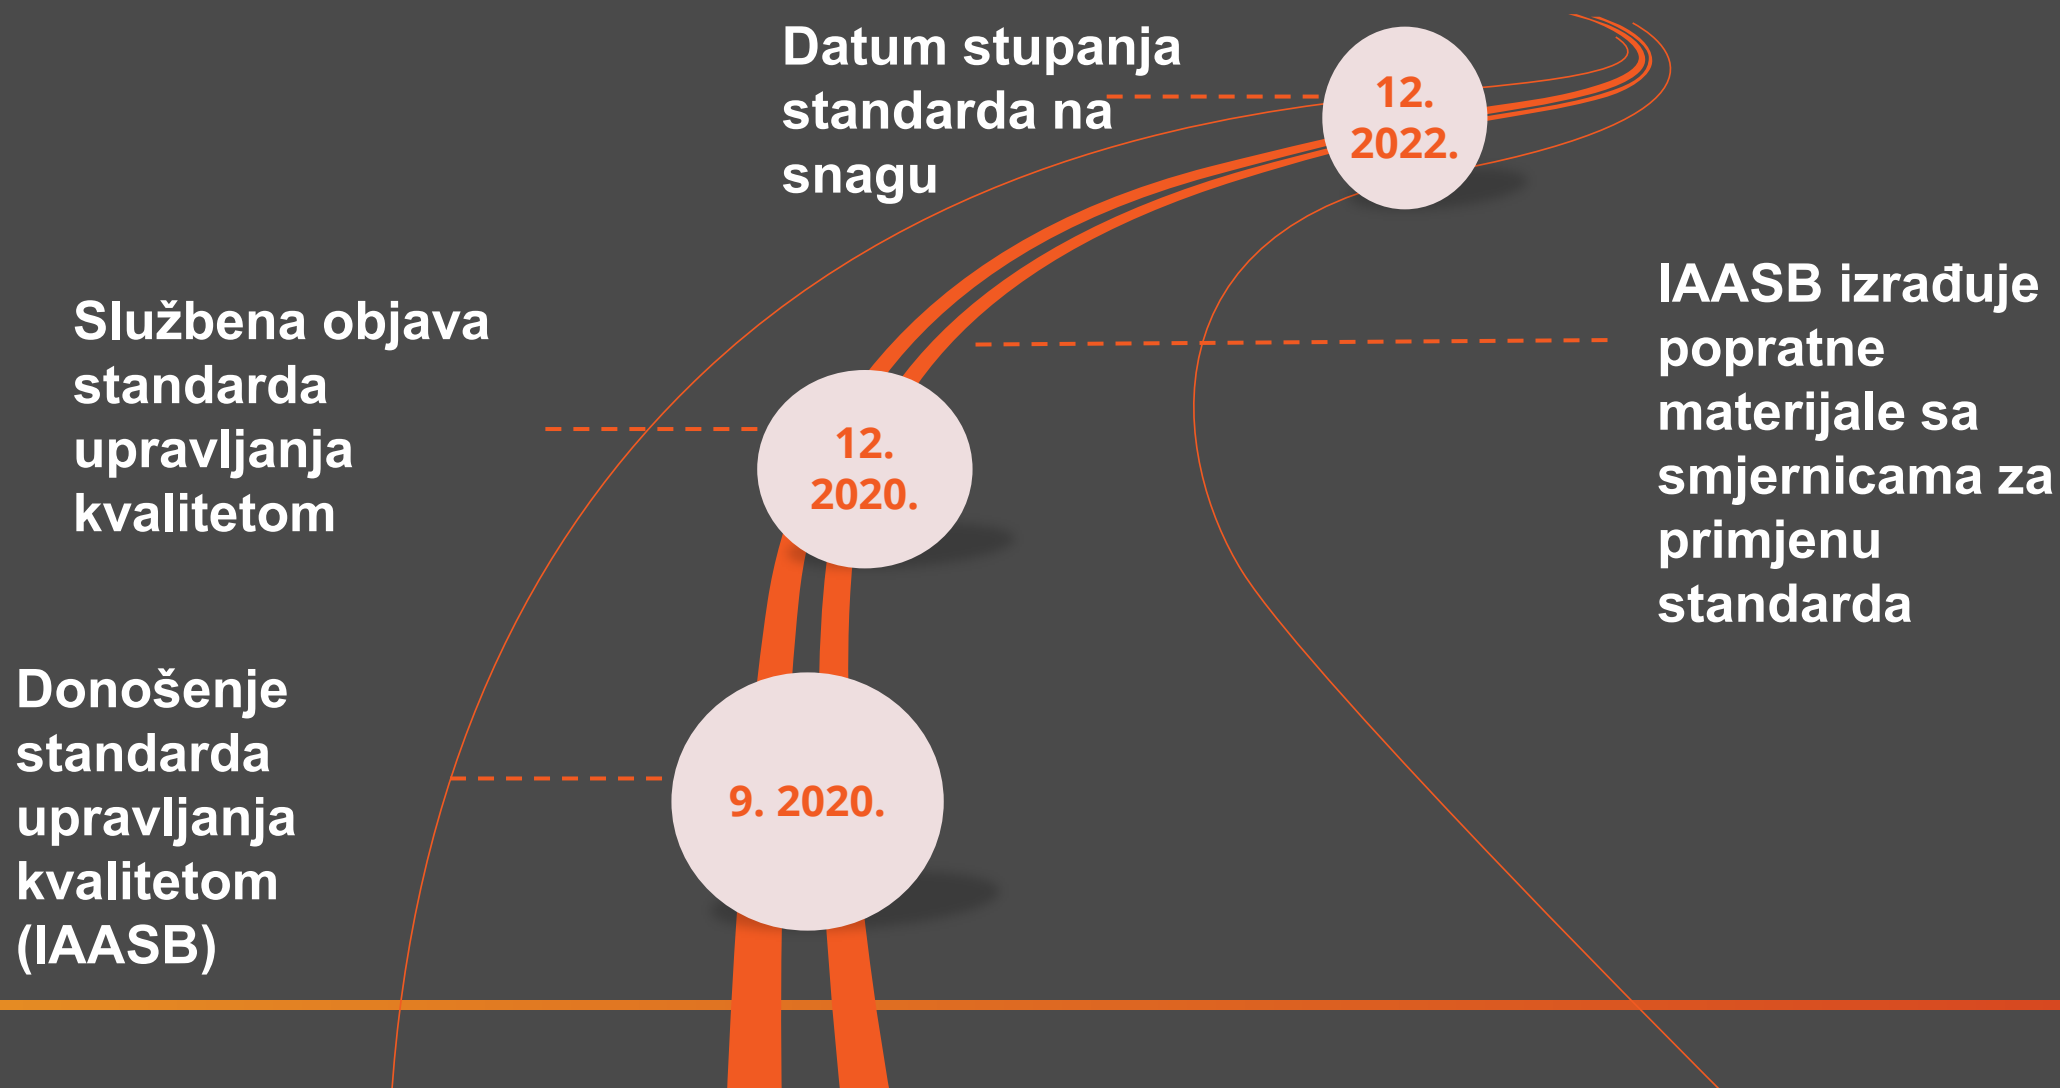 Datum stupanja
standarda na
snagu
12.
2022.
Službena objava
standarda
upravljanja
kvalitetom
12.
2020.
IAASB izrađuje
popratne
materijale sa
smjernicama za
primjenu
standarda
Donošenje
standarda
upravljanja
kvalitetom
(IAASB)
9. 2020.